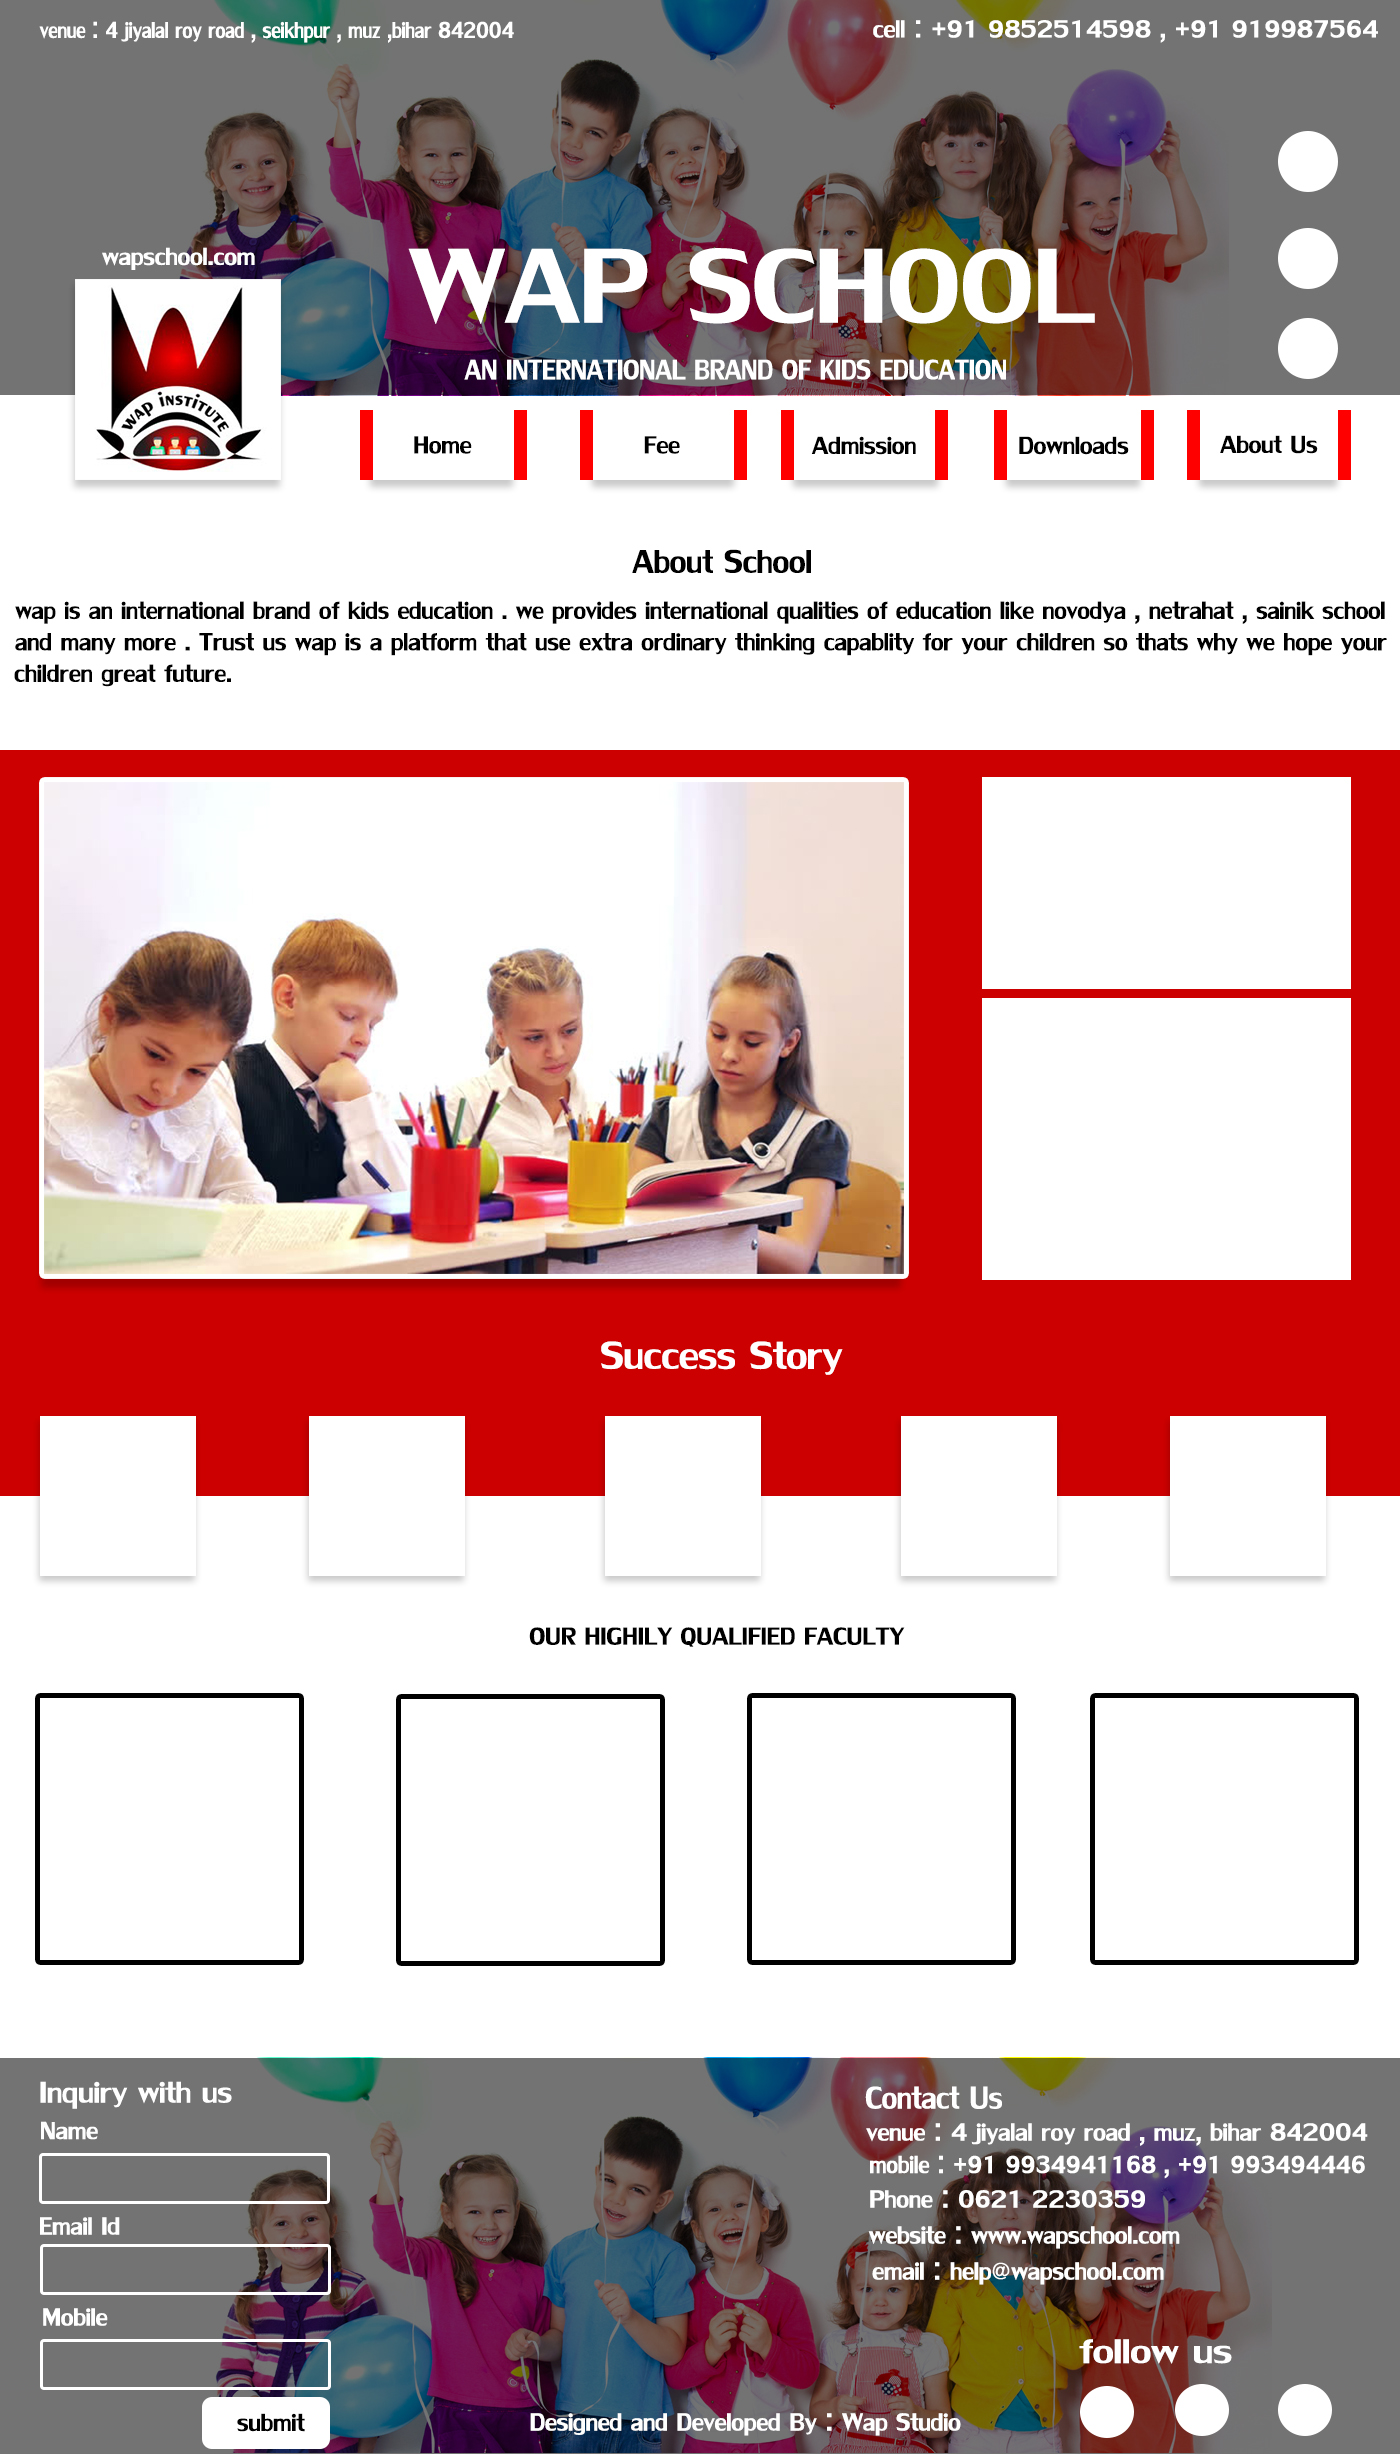 venue : 4 jiyalal roy road , seikhpur , muz ,bihar 842004
cell : +91 9852514598 , +91 919987564
wapschool.com
WAP SCHOOL
AN INTERNATIONAL BRAND OF KIDS EDUCATION
WAP INSTITUTE
Home
Fee
Admission
Downloads
About Us
About School
wap is an international brand of kids education . we provides international qualities of education like novodya , netrahat , sainik school
and many more . Trust us wap is a platform that use extra ordinary thinking capablity for your children so thats why we hope your
children great future.
Success Story
OUR HIGHILY QUALIFIED FACULTY
Inquiry with us
Name
Email Id
Mobile
submit
Contact Us
venue : 4 jiyalal roy road , muz, bihar 842004
mobile : +91 9934941168 , +91 993494446
Phone : 0621 2230359
website : www.wapschool.com
email : help@wapschool.com
follow us
Designed and Developed By : Wap Studio